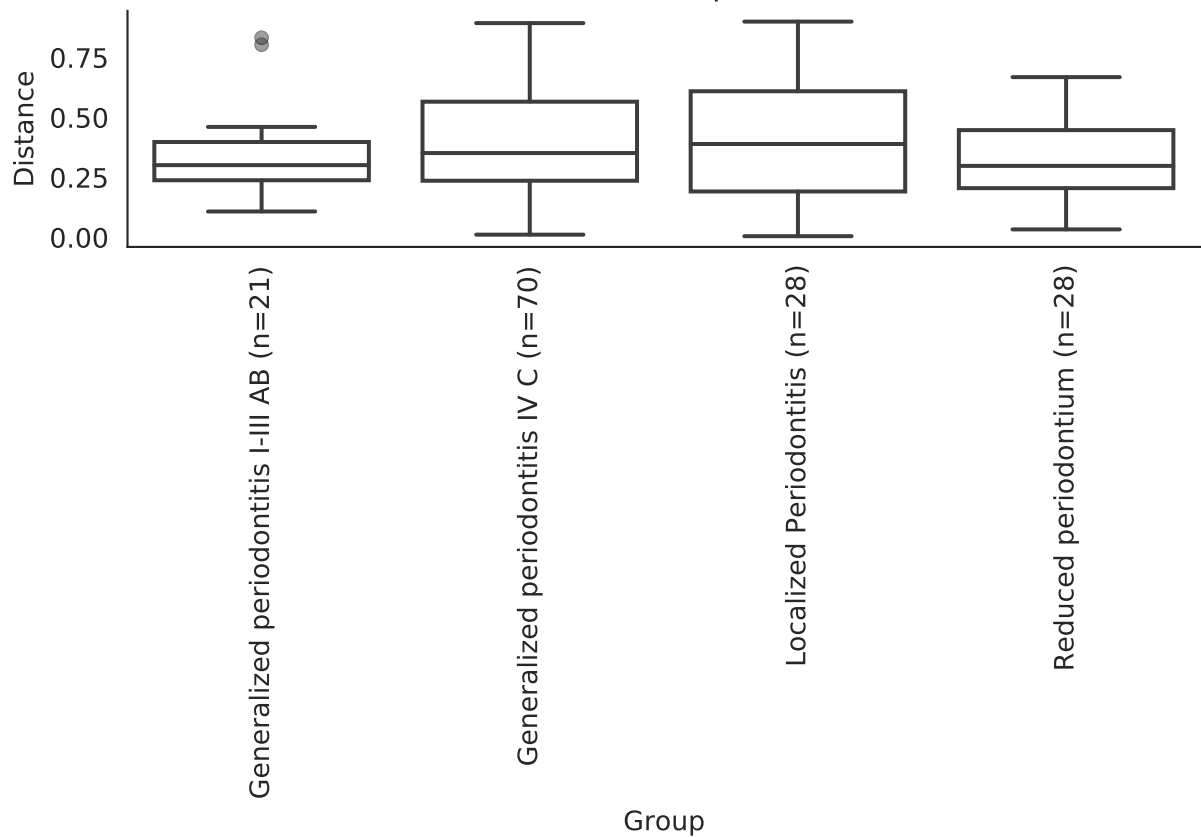 Distance
0.75
0.50
0.25
0.00
Generalized periodontitis I-III AB (n=21)
Generalized periodontitis IV C (n=70)
Localized Periodontitis (n=28)
Reduced periodontium (n=28)
Group